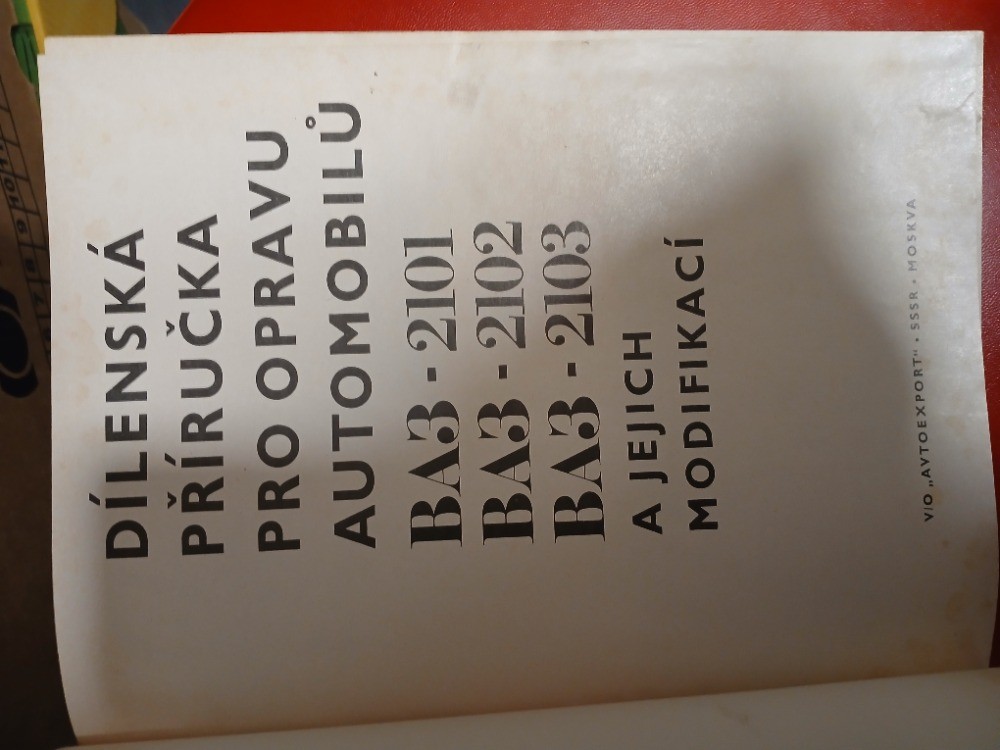 DÍLENSKÁ
PŘÍRUČKA
PRO OPRAVU
AUTOMOBILŮ
ВАЗ - 2101
ВАЗ - 2102
ВАЗ - 2103
A JEJICH
MODIFIKACÍ
V/O „AVTOEXPORT" · SSSR · MOSKVA